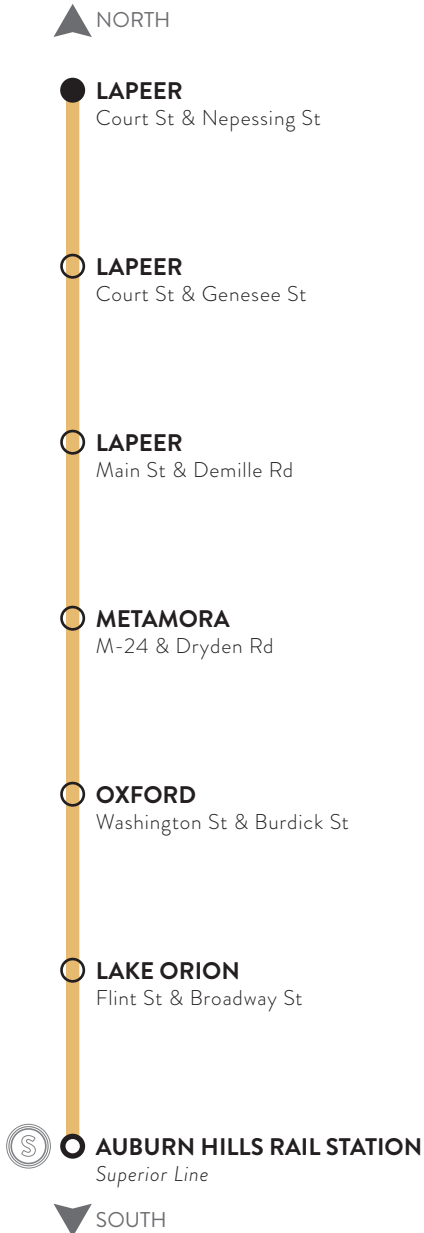 NORTH
LAPEER
Court St & Nepessing St
LAPEER
Court St & Genesee St
LAPEER
Main St & Demille Rd
METAMORA
M-24 & Dryden Rd
OXFORD
Washington St & Burdick St
LAKE ORION
Flint St & Broadway St
S
AUBURN HILLS RAIL STATION
Superior Line
SOUTH